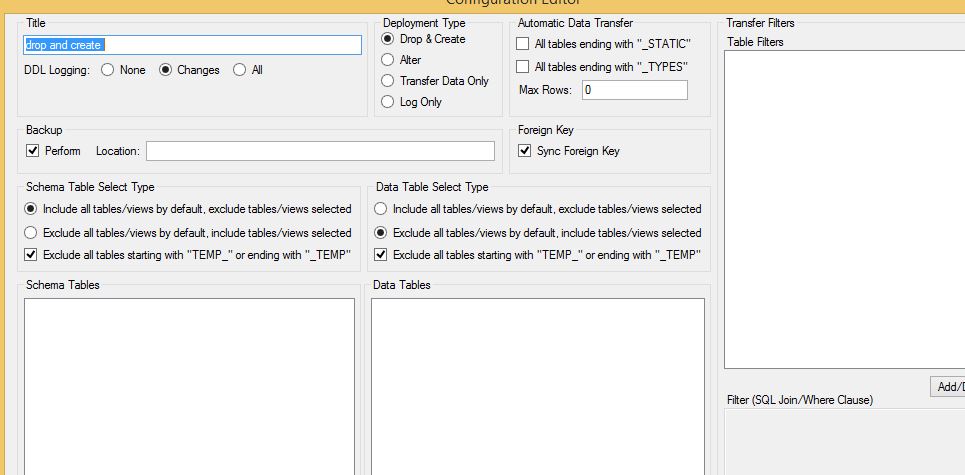 Configuration Editor
Title
drop and create
DDL Logging: None Changes All
Deployment Type
Drop & Create
Alter
Transfer Data Only
Log Only
Automatic Data Transfer
All tables ending with "_STATIC"
All tables ending with "_TYPES"
Max Rows: 0
Transfer Filters
Table Filters
Backup
Perform Location:
Foreign Key
Sync Foreign Key
Schema Table Select Type
Include all tables/views by default, exclude tables/views selected
Exclude all tables/views by default, include tables/views selected
Exclude all tables starting with "TEMP_" or ending with "_TEMP"
Data Table Select Type
Include all tables/views by default, exclude tables/views selected
Exclude all tables/views by default, include tables/views selected
Exclude all tables starting with "TEMP_" or ending with "_TEMP"
Schema Tables
Data Tables
Add/
Filter (SQL Join/Where Clause)